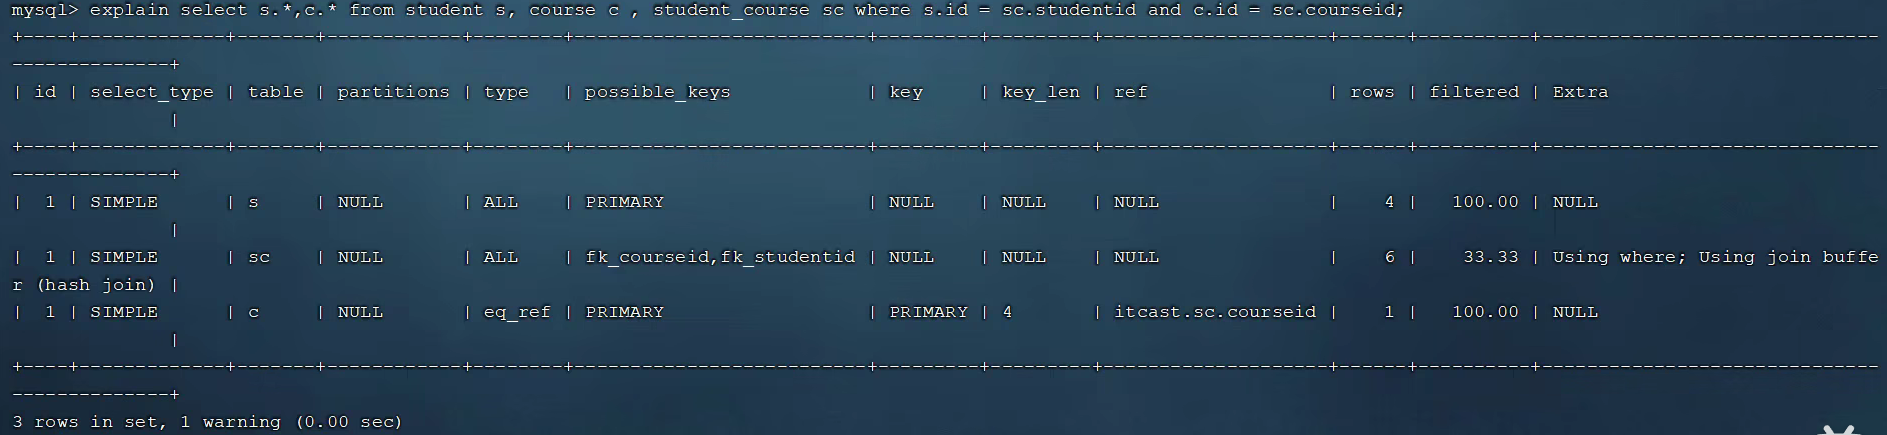 mysql> explain select s.*,c.* from student s, course c , student_course sc where s.id = sc.studentid and c.id = sc.courseid;
+----+-------------+-------+------------+--------+--------------------------+---------+---------+--------------------+------+----------+------------------------------
--------------+
| id | select_type | table | partitions | type   | possible_keys            | key     | key_len | ref                | rows | filtered | Extra
              |
+----+-------------+-------+------------+--------+--------------------------+---------+---------+--------------------+------+----------+------------------------------
--------------+
|  1 | SIMPLE      | s     | NULL       | ALL    | PRIMARY                  | NULL    | NULL    | NULL               |    4 |   100.00 | NULL
              |
|  1 | SIMPLE      | sc    | NULL       | ALL    | fk_courseid,fk_studentid | NULL    | NULL    | NULL               |    6 |    33.33 | Using where; Using join buffe
r (hash join) |
|  1 | SIMPLE      | c     | NULL       | eq_ref | PRIMARY                  | PRIMARY | 4       | itcast.sc.courseid |    1 |   100.00 | NULL
              |
+----+-------------+-------+------------+--------+--------------------------+---------+---------+--------------------+------+----------+------------------------------
--------------+
3 rows in set, 1 warning (0.00 sec)